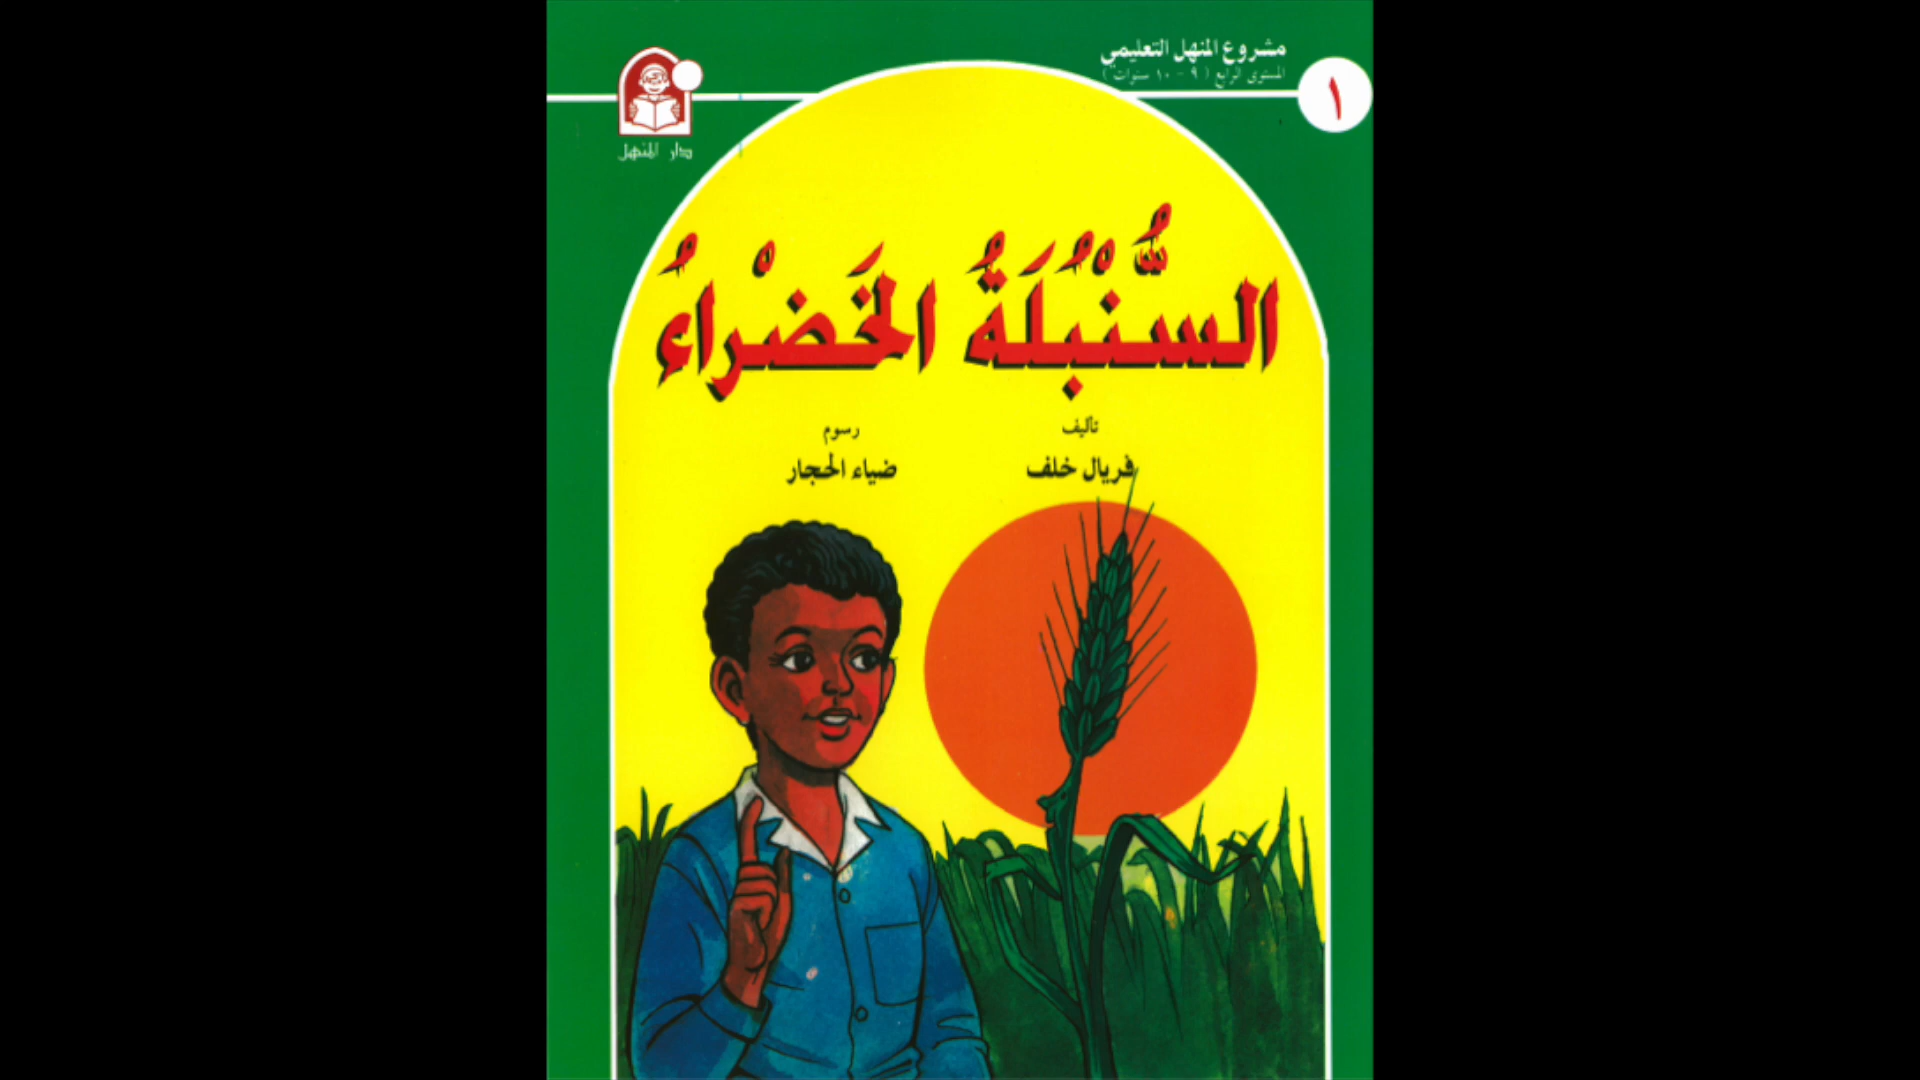 مشروع المنهل التعليمي
المستوى الرابع (٩ - ١٠ سنوات)
١
دار المنهل
السُّنْبُلَةُ الخَضْراءُ
تأليف
فريال خلف
رسوم
ضياء الحجار